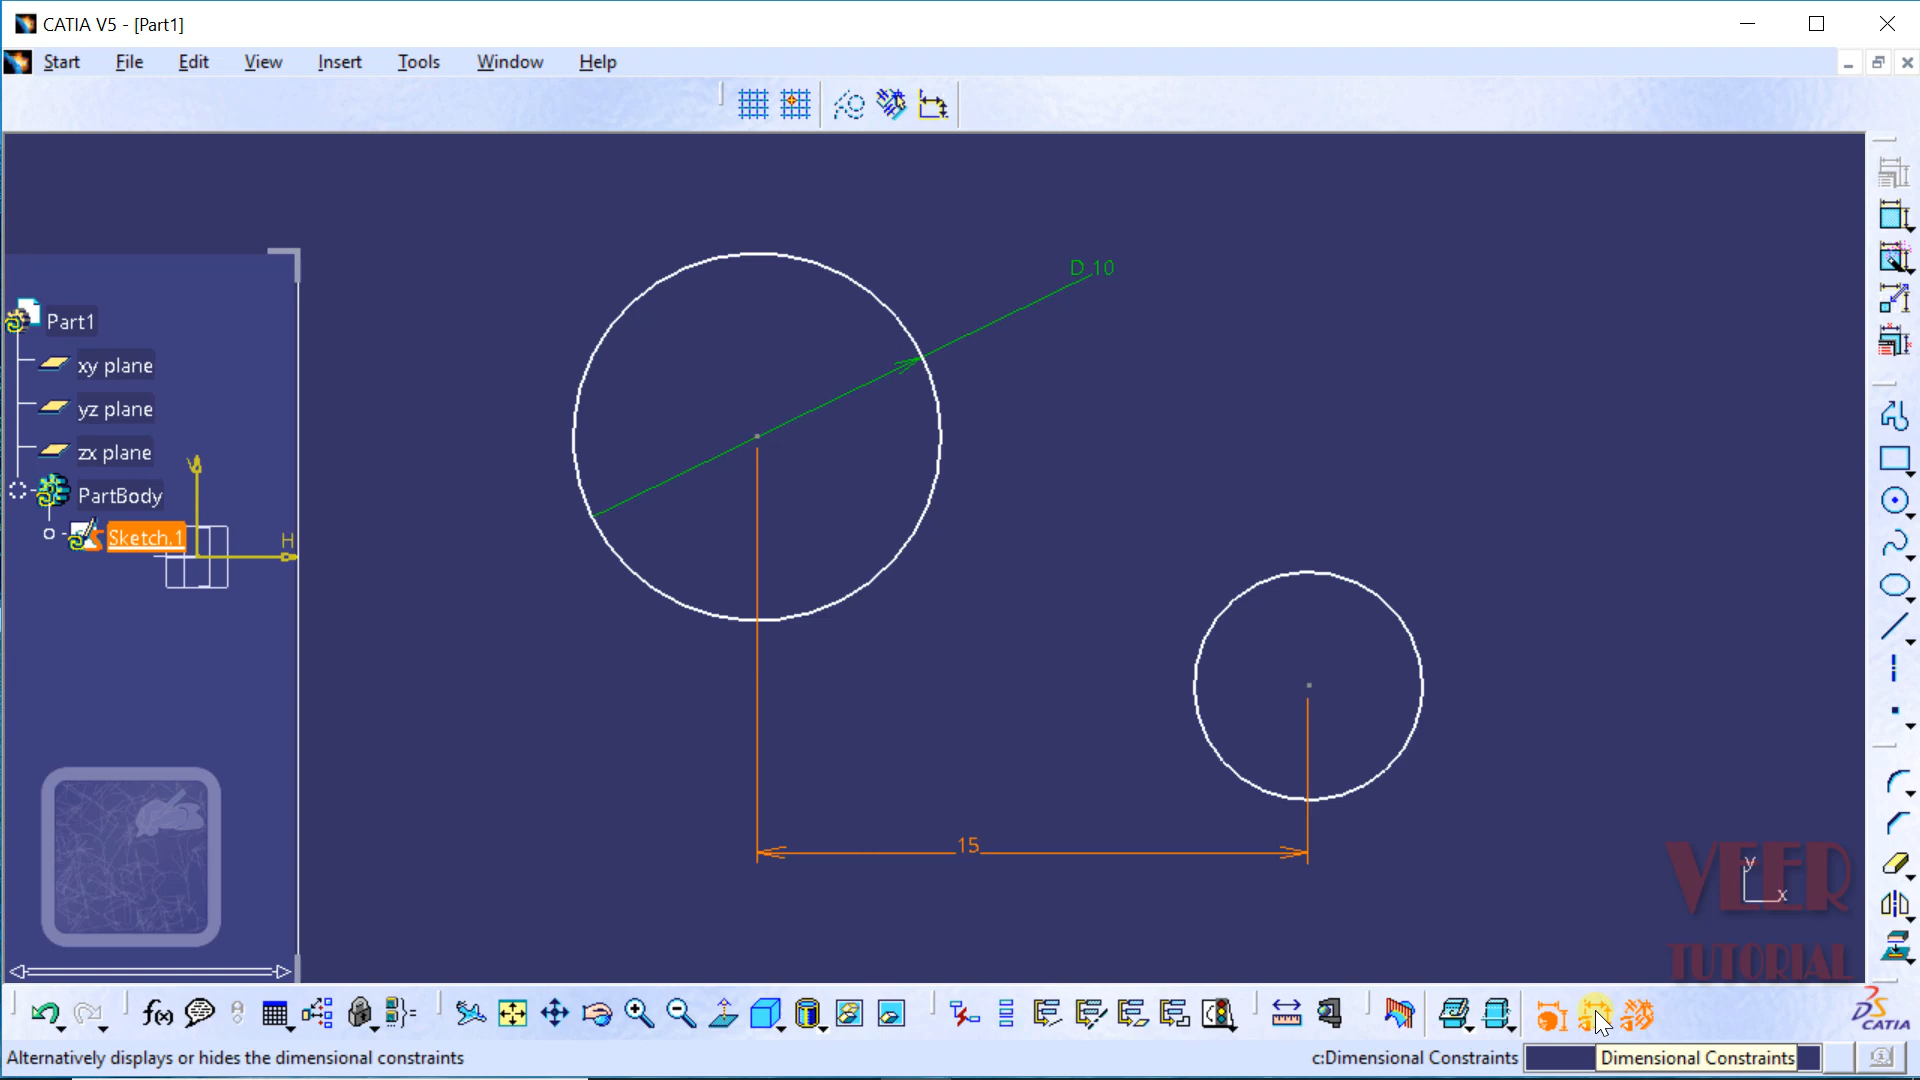 CATIA V5 - [Part1]
Start File Edit View Insert Tools Window Help
D 10
Part1
xy plane
yz plane
zx plane
PartBody
Sketch.1
V
H
15
VEER
TUTORIAL
y
x
f(x)
DS CATIA
Alternatively displays or hides the dimensional constraints
c:Dimensional Constraints
Dimensional Constraints